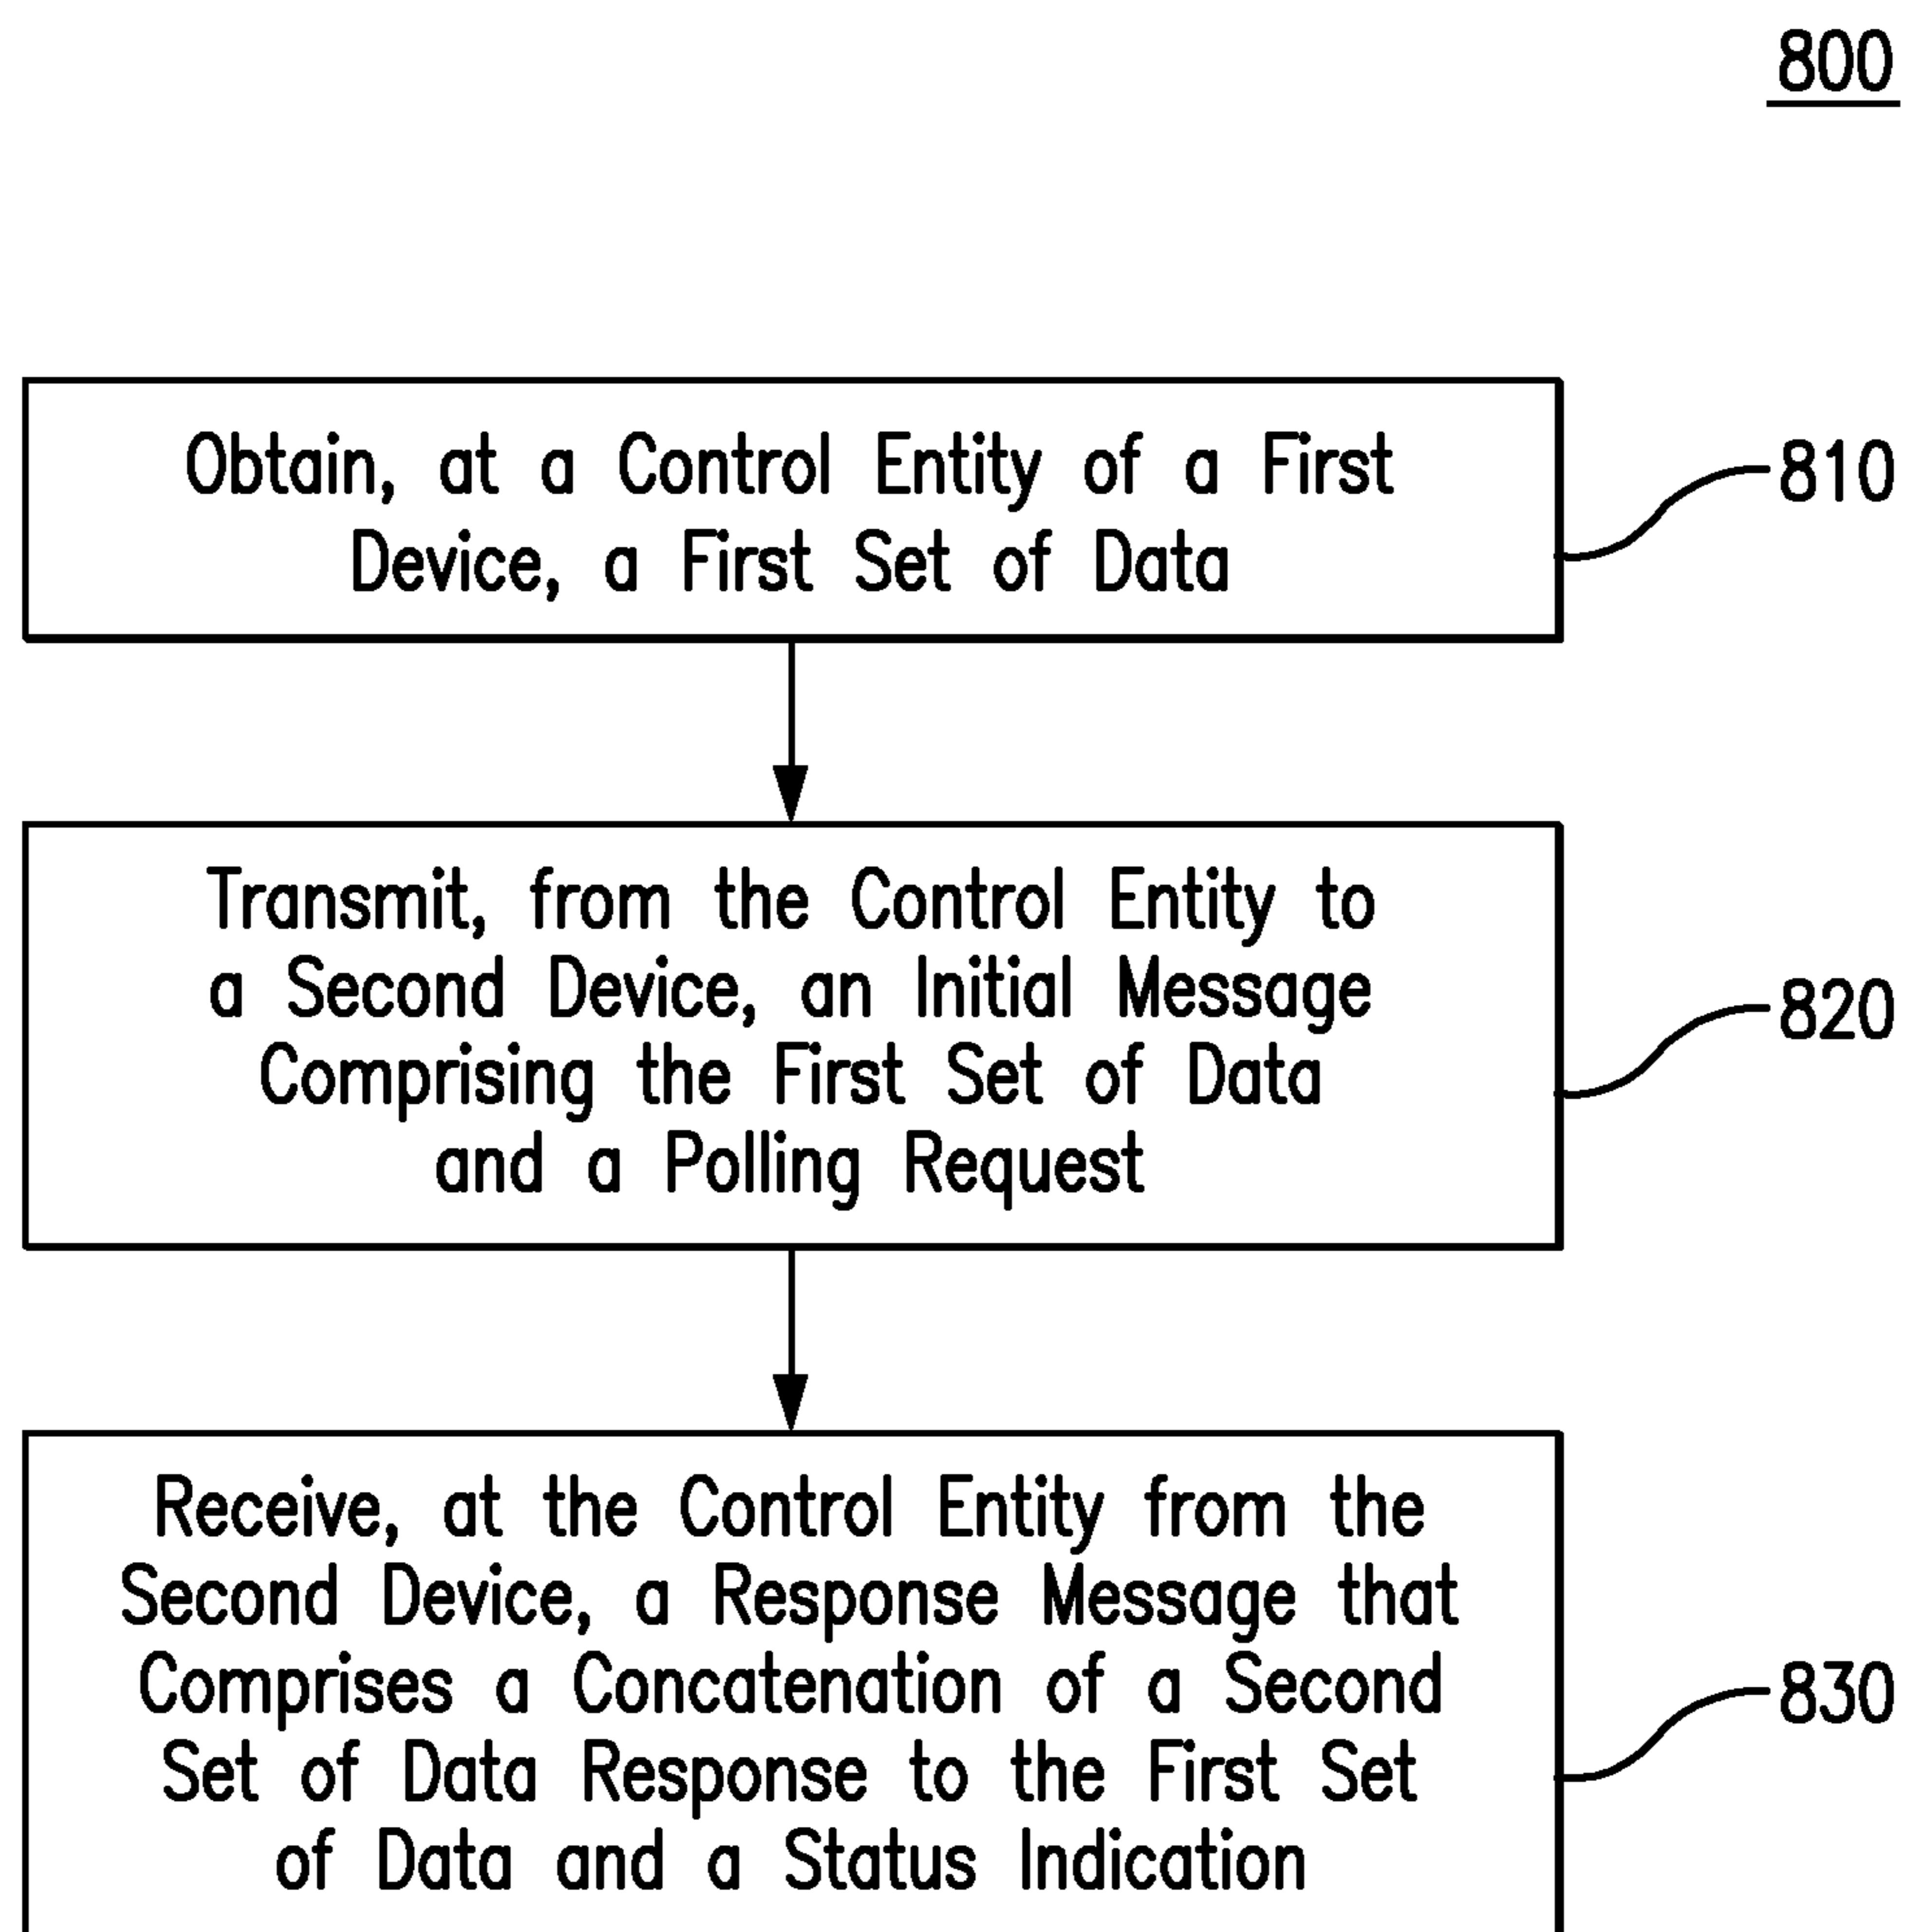 800
Obtain, at a Control Entity of a First
Device, a First Set of Data
810
Transmit, from the Control Entity to
a Second Device, an Initial Message
Comprising the First Set of Data
and a Polling Request
820
Receive, at the Control Entity from the
Second Device, a Response Message that
Comprises a Concatenation of a Second
Set of Data Response to the First Set
of Data and a Status Indication
830